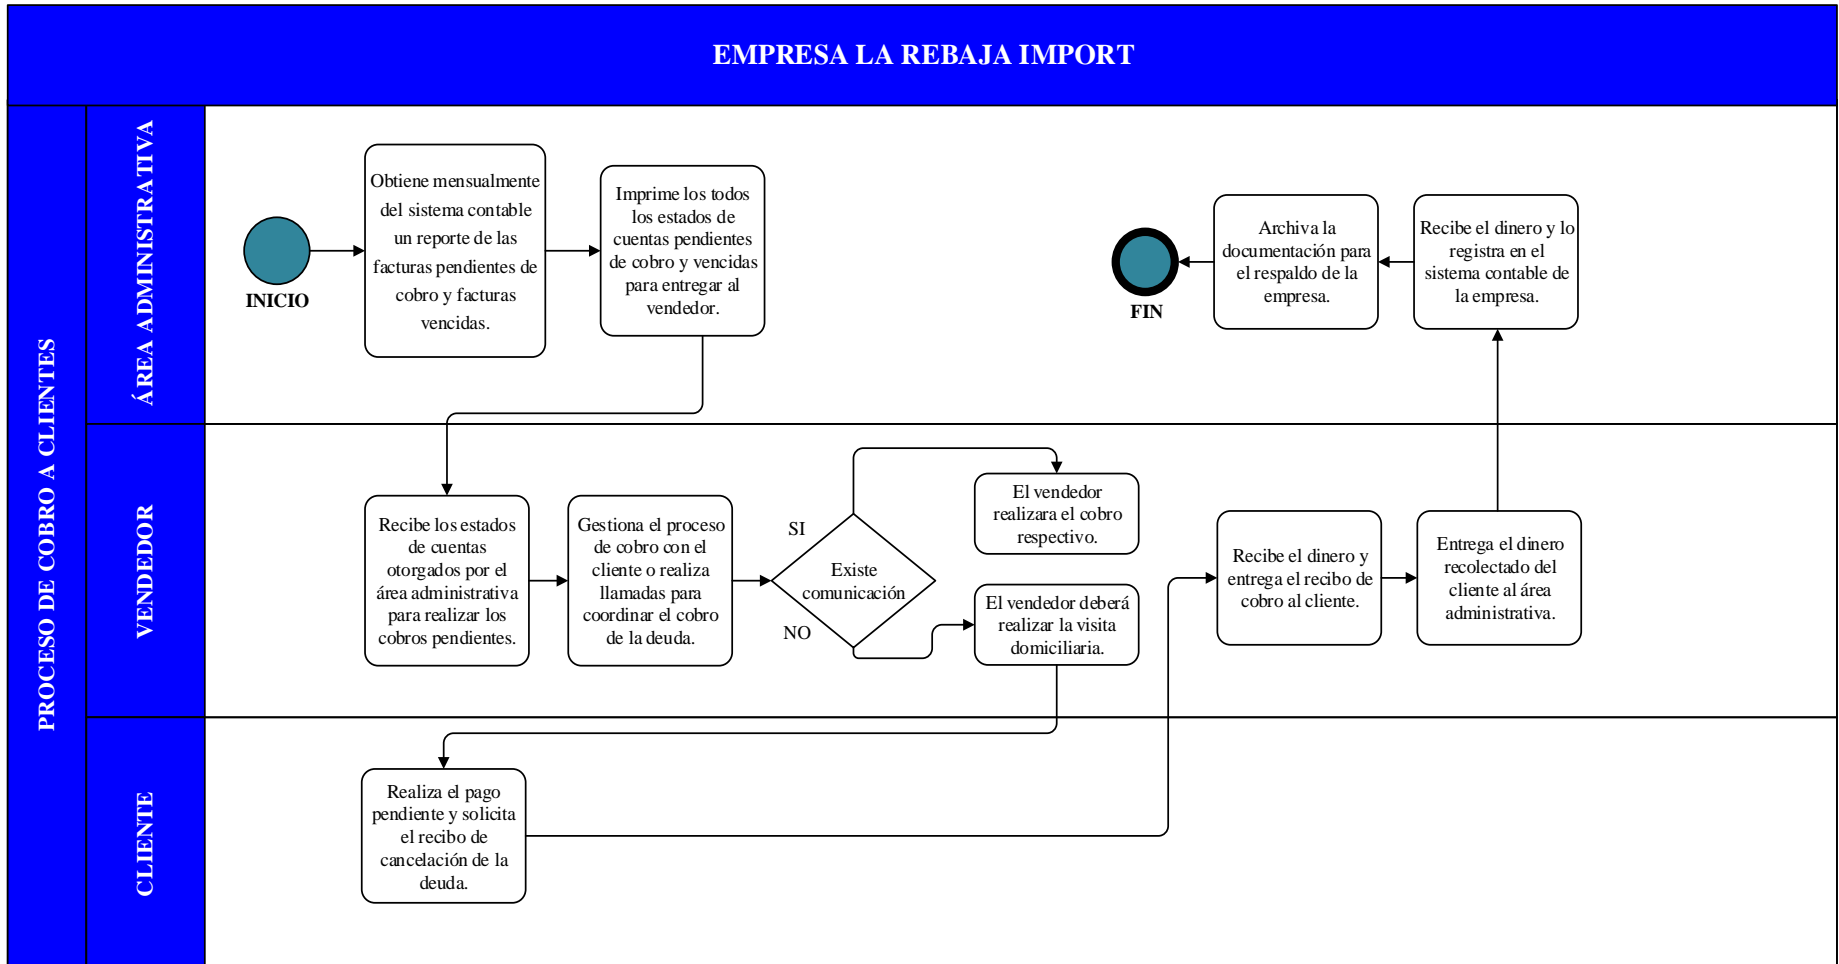 EMPRESA LA REBAJA IMPORT
PROCESO DE COBRO A CLIENTES
ÁREA ADMINISTRATIVA
INICIO
Obtiene mensualmente
del sistema contable
un reporte de las
facturas pendientes de
cobro y facturas
vencidas.
Imprime los todos
los estados de
cuentas pendientes
de cobro y vencidas
para entregar al
vendedor.
FIN
Archiva la
documentación para
el respaldo de la
empresa.
Recibe el dinero y lo
registra en el
sistema contable de
la empresa.
VENDEDOR
Recibe los estados
de cuentas
otorgados por el
área administrativa
para realizar los
cobros pendientes.
Gestiona el proceso
de cobro con el
cliente o realiza
llamadas para
coordinar el cobro
de la deuda.
SI
Existe
comunicación
NO
El vendedor
realizara el cobro
respectivo.
El vendedor deberá
realizar la visita
domiciliaria.
Recibe el dinero y
entrega el recibo de
cobro al cliente.
Entrega el dinero
recolectado del
cliente al área
administrativa.
CLIENTE
Realiza el pago
pendiente y solicita
el recibo de
cancelación de la
deuda.